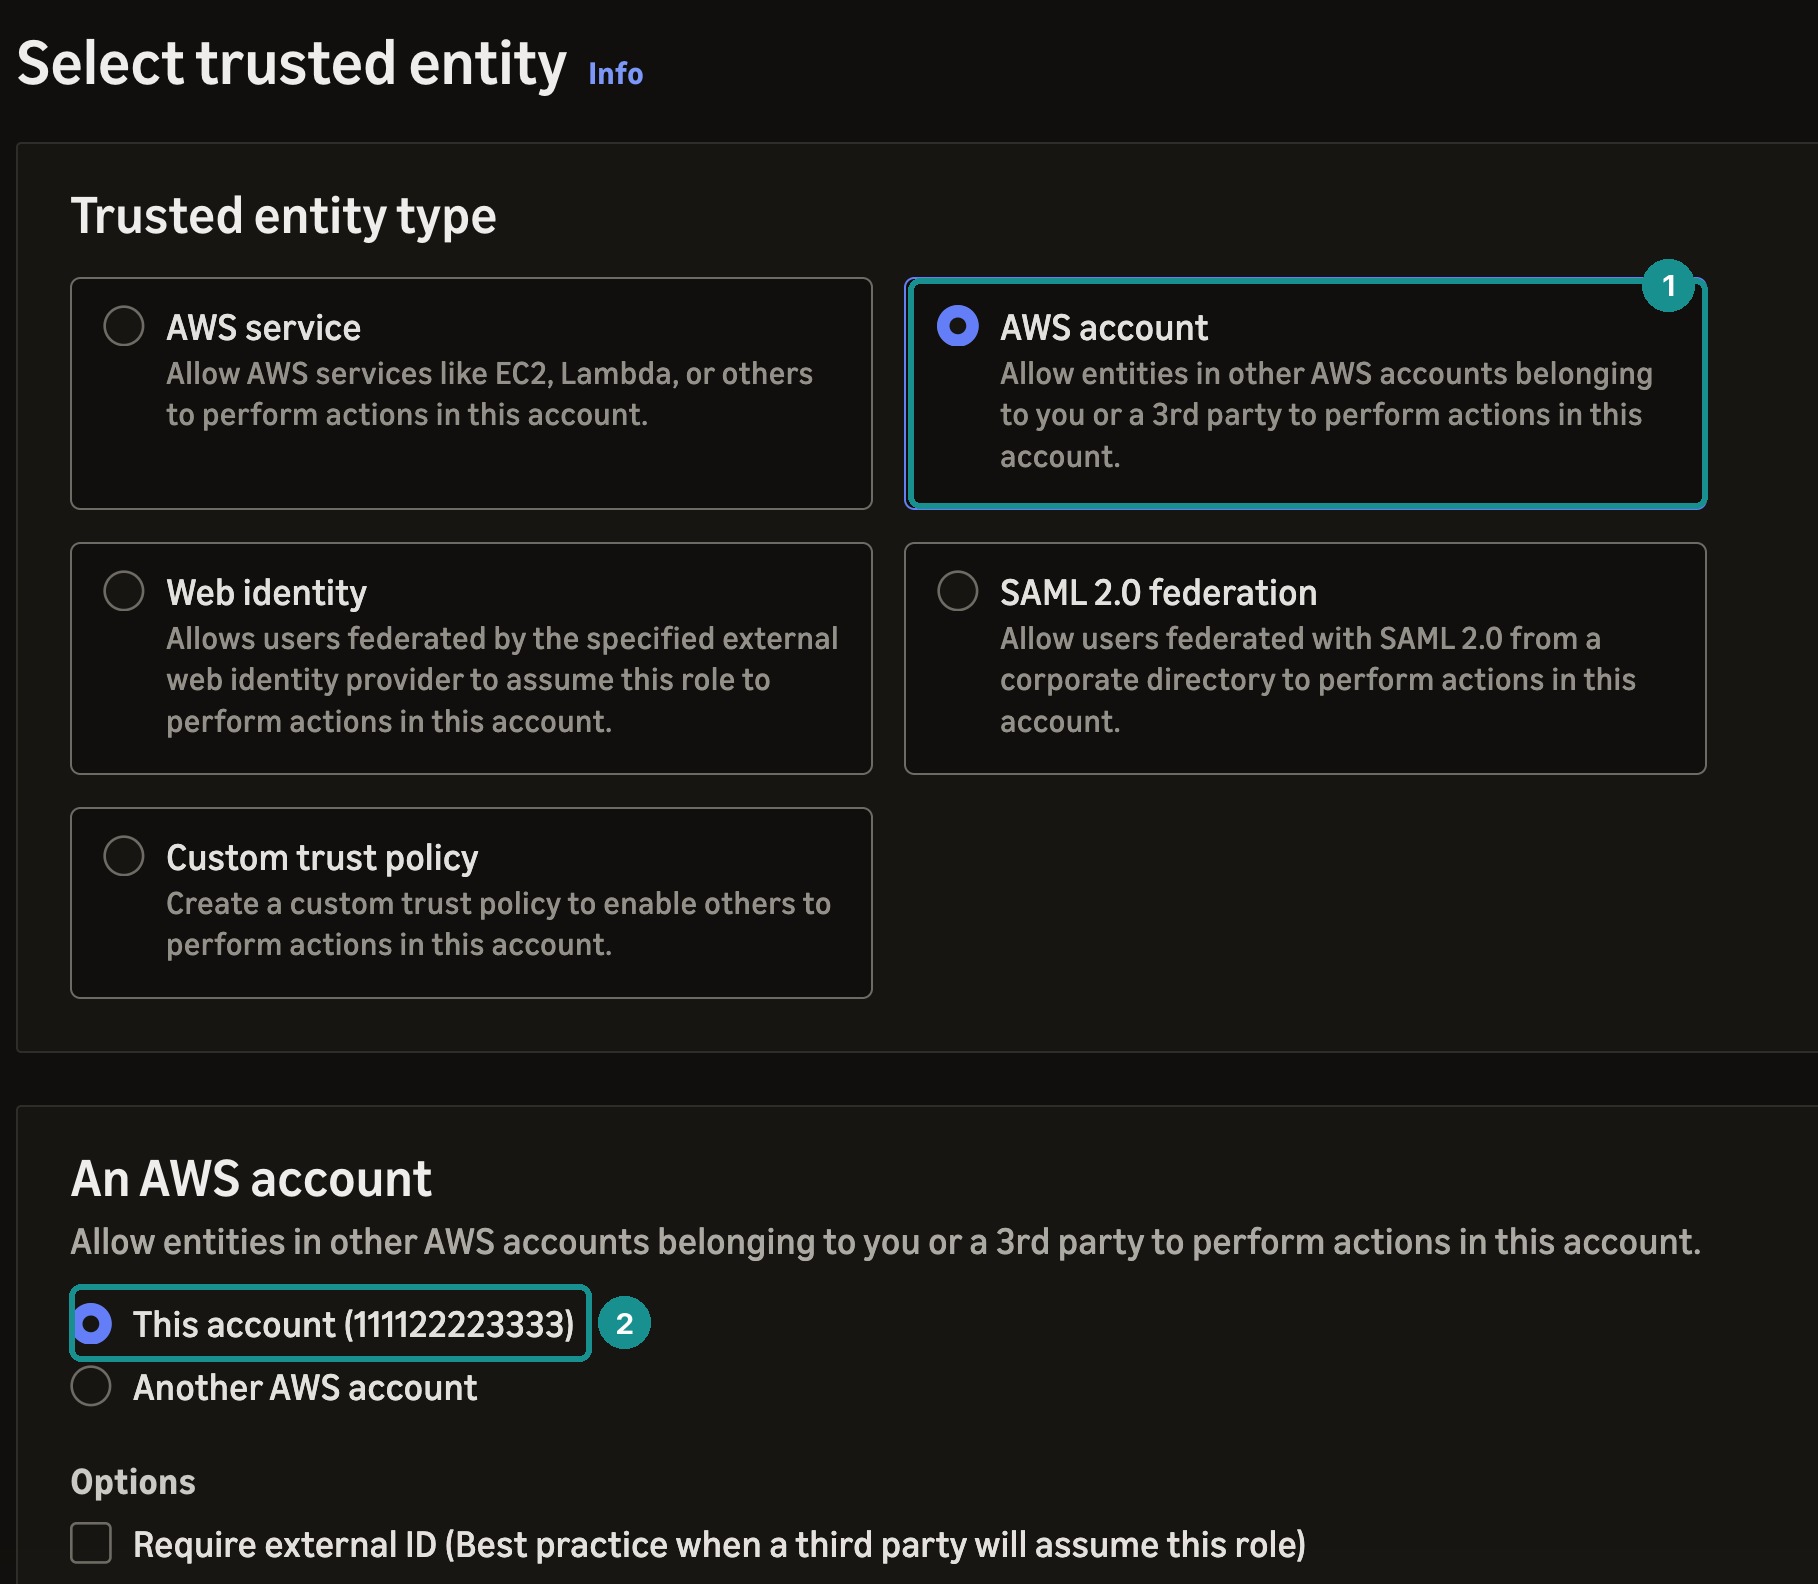 Select trusted entity Info
Trusted entity type
AWS service
Allow AWS services like EC2, Lambda, or others
to perform actions in this account.
1
AWS account
Allow entities in other AWS accounts belonging
to you or a 3rd party to perform actions in this
account.
Web identity
Allows users federated by the specified external
web identity provider to assume this role to
perform actions in this account.
SAML 2.0 federation
Allow users federated with SAML 2.0 from a
corporate directory to perform actions in this
account.
Custom trust policy
Create a custom trust policy to enable others to
perform actions in this account.
An AWS account
Allow entities in other AWS accounts belonging to you or a 3rd party to perform actions in this account.
This account (111122223333) 2
Another AWS account
Options
Require external ID (Best practice when a third party will assume this role)